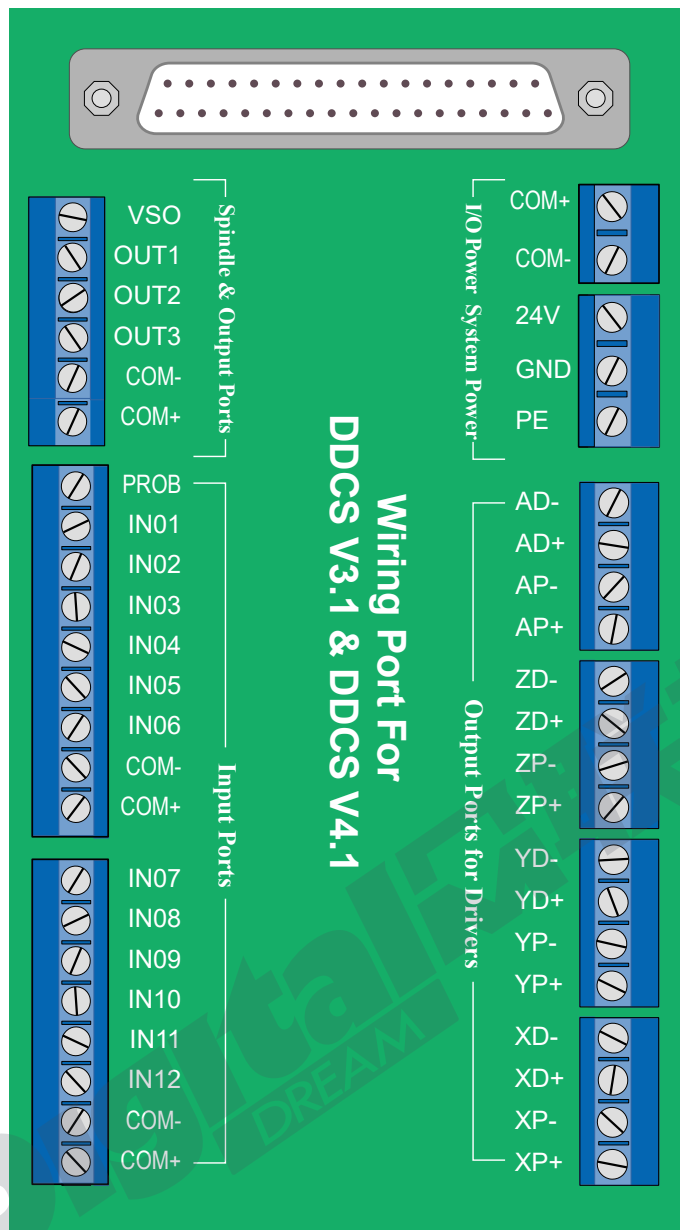 VSO
OUT1
OUT2
OUT3
COM-
COM+
Spindle & Output Ports
PROB
IN01
IN02
IN03
IN04
IN05
IN06
COM-
COM+
IN07
IN08
IN09
IN10
IN11
IN12
COM-
COM+
Input Ports
Wiring Port For
DDCS V3.1 & DDCS V4.1
COM+
COM-
24V
GND
PE
I/O Power System Power
AD-
AD+
AP-
AP+
ZD-
ZD+
ZP-
ZP+
YD-
YD+
YP-
YP+
XD-
XD+
XP-
XP+
Output Ports for Drivers
Digital
DREAM